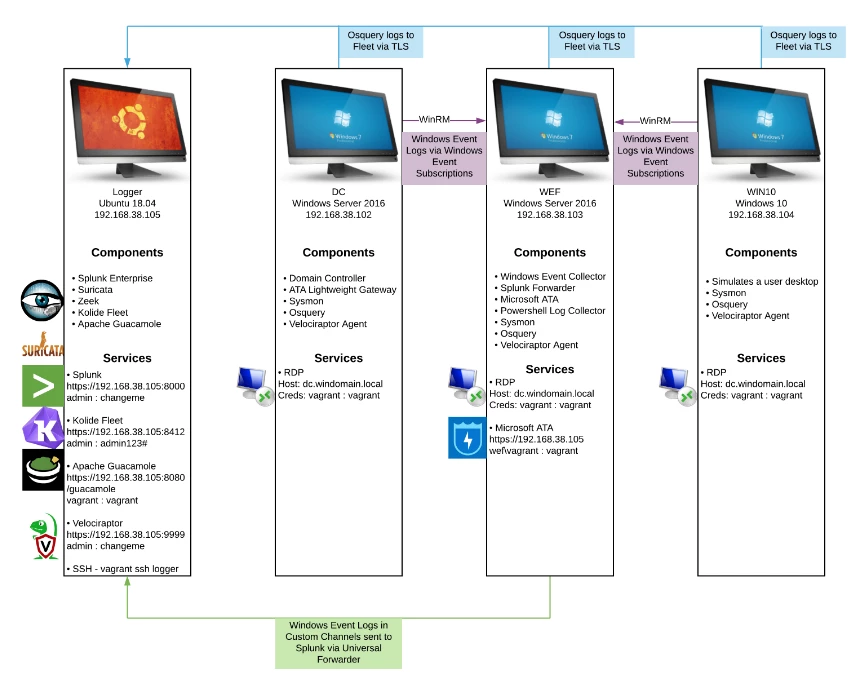 Osquery logs to
Fleet via TLS
Osquery logs to
Fleet via TLS
Osquery logs to
Fleet via TLS
WinRM
WinRM
Windows Event
Logs via Windows
Event
Subscriptions
Windows Event
Logs via Windows
Event
Subscriptions
Windows 7
Windows 7
Windows 7
Logger
Ubuntu 18.04
192.168.38.105
Components
• Splunk Enterprise
• Suricata
• Zeek
• Kolide Fleet
• Apache Guacamole
SURICATA
Services
• Splunk
https://192.168.38.105:8000
admin : changeme
>
• Kolide Fleet
https://192.168.38.105:8412
admin : admin123#
K
• Apache Guacamole
https://192.168.38.105:8080
/guacamole
vagrant : vagrant
• Velociraptor
https://192.168.38.105:9999
admin : changeme
V
• SSH - vagrant ssh logger
DC
Windows Server 2016
192.168.38.102
Components
• Domain Controller
• ATA Lightweight Gateway
• Sysmon
• Osquery
• Velociraptor Agent
Services
• RDP
Host: dc.windomain.local
Creds: vagrant : vagrant
WEF
Windows Server 2016
192.168.38.103
Components
• Windows Event Collector
• Splunk Forwarder
• Microsoft ATA
• Powershell Log Collector
• Sysmon
• Osquery
• Velociraptor Agent
Services
• RDP
Host: dc.windomain.local
Creds: vagrant : vagrant
• Microsoft ATA
https://192.168.38.105
wef\vagrant : vagrant
WIN10
Windows 10
192.168.38.104
Components
• Simulates a user desktop
• Sysmon
• Osquery
• Velociraptor Agent
Services
• RDP
Host: dc.windomain.local
Creds: vagrant : vagrant
Windows Event Logs in
Custom Channels sent to
Splunk via Universal
Forwarder